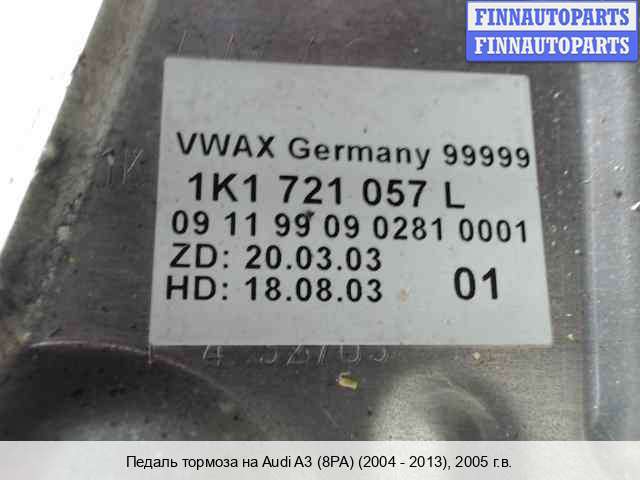 FINNAUTOPARTS
FINNAUTOPARTS
VWAX Germany 99999
1K1 721 057 L
09 11 99 09 0281 0001
ZD: 20.03.03
HD: 18.08.03 01
Педаль тормоза на Audi A3 (8PA) (2004 - 2013), 2005 г.в.